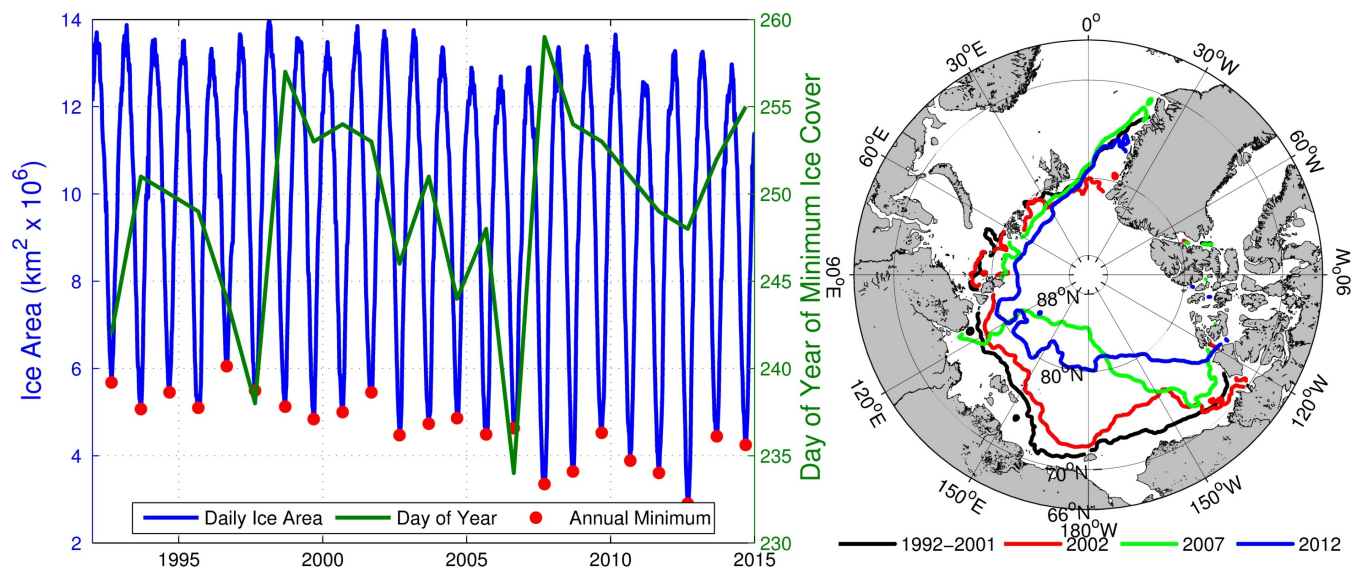 Ice Area (km² x 10⁶)
14
12
10
8
6
4
2
1995
2000
2005
2010
2015
260
255
250
245
240
235
230
Day of Year of Minimum Ice Cover
Daily Ice Area
Day of Year
Annual Minimum
0°
30°E
30°W
60°E
60°W
90°E
90°W
88°N
80°N
120°E
120°W
70°N
150°E
150°W
66°N
180°W
1992−2001
2002
2007
2012